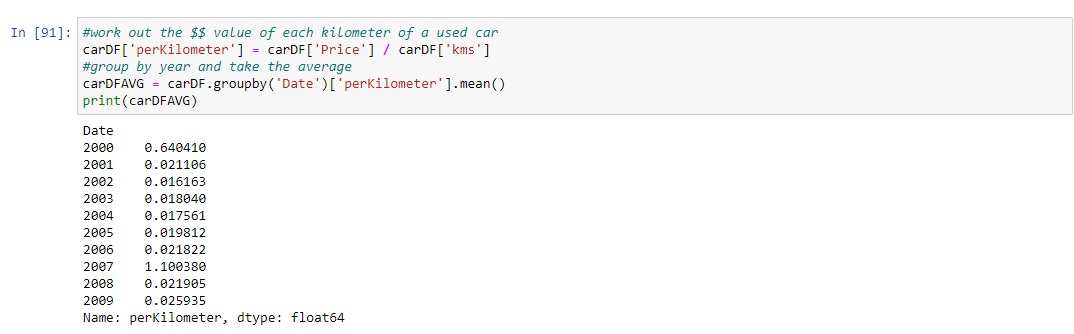 In [91]: #work out the $$ value of each kilometer of a used car
carDF['perKilometer'] = carDF['Price'] / carDF['kms']
#group by year and take the average
carDFAVG = carDF.groupby('Date')['perKilometer'].mean()
print(carDFAVG)
Date
2000    0.640410
2001    0.021106
2002    0.016163
2003    0.018040
2004    0.017561
2005    0.019812
2006    0.021822
2007    1.100380
2008    0.021905
2009    0.025935
Name: perKilometer, dtype: float64